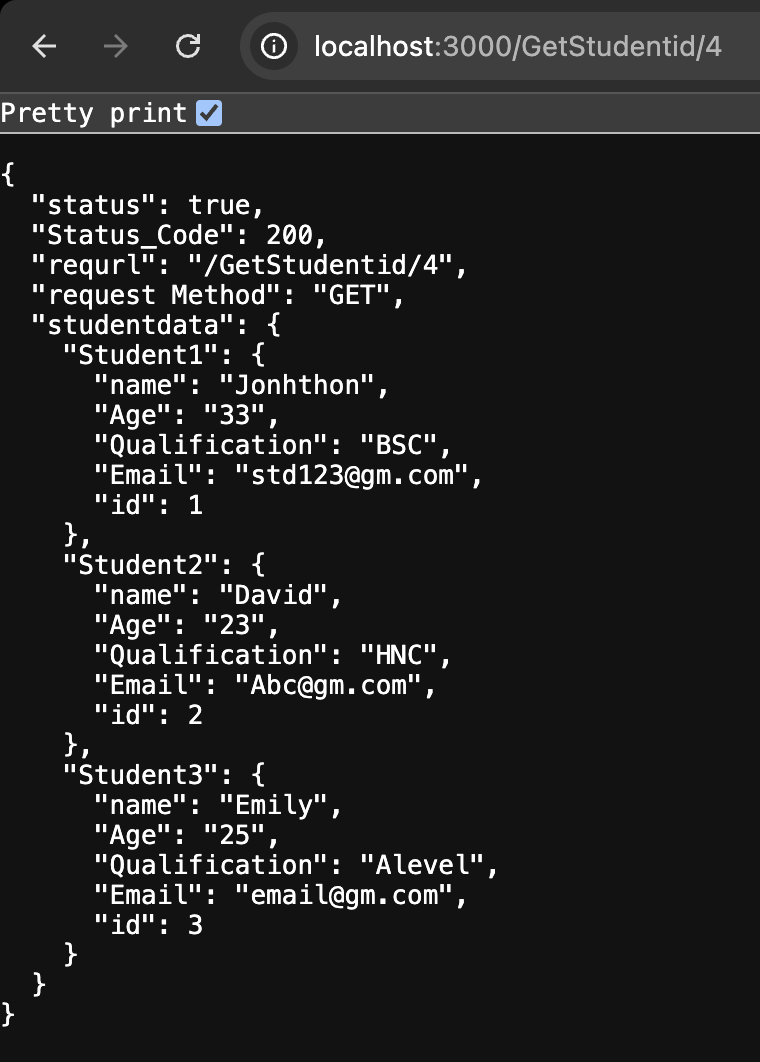 localhost:3000/GetStudentid/4
Pretty print
{
  "status": true,
  "Status_Code": 200,
  "requrl": "/GetStudentid/4",
  "request Method": "GET",
  "studentdata": {
    "Student1": {
      "name": "Jonhthon",
      "Age": "33",
      "Qualification": "BSC",
      "Email": "std123@gm.com",
      "id": 1
    },
    "Student2": {
      "name": "David",
      "Age": "23",
      "Qualification": "HNC",
      "Email": "Abc@gm.com",
      "id": 2
    },
    "Student3": {
      "name": "Emily",
      "Age": "25",
      "Qualification": "Alevel",
      "Email": "email@gm.com",
      "id": 3
    }
  }
}